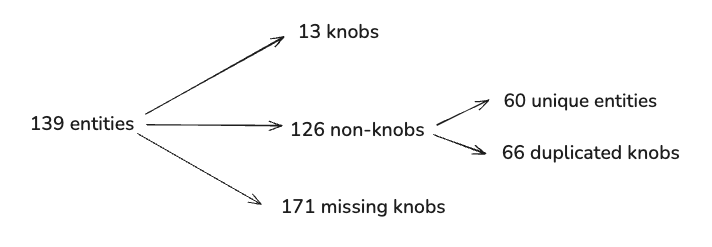 13 knobs
139 entities
126 non-knobs
60 unique entities
66 duplicated knobs
171 missing knobs